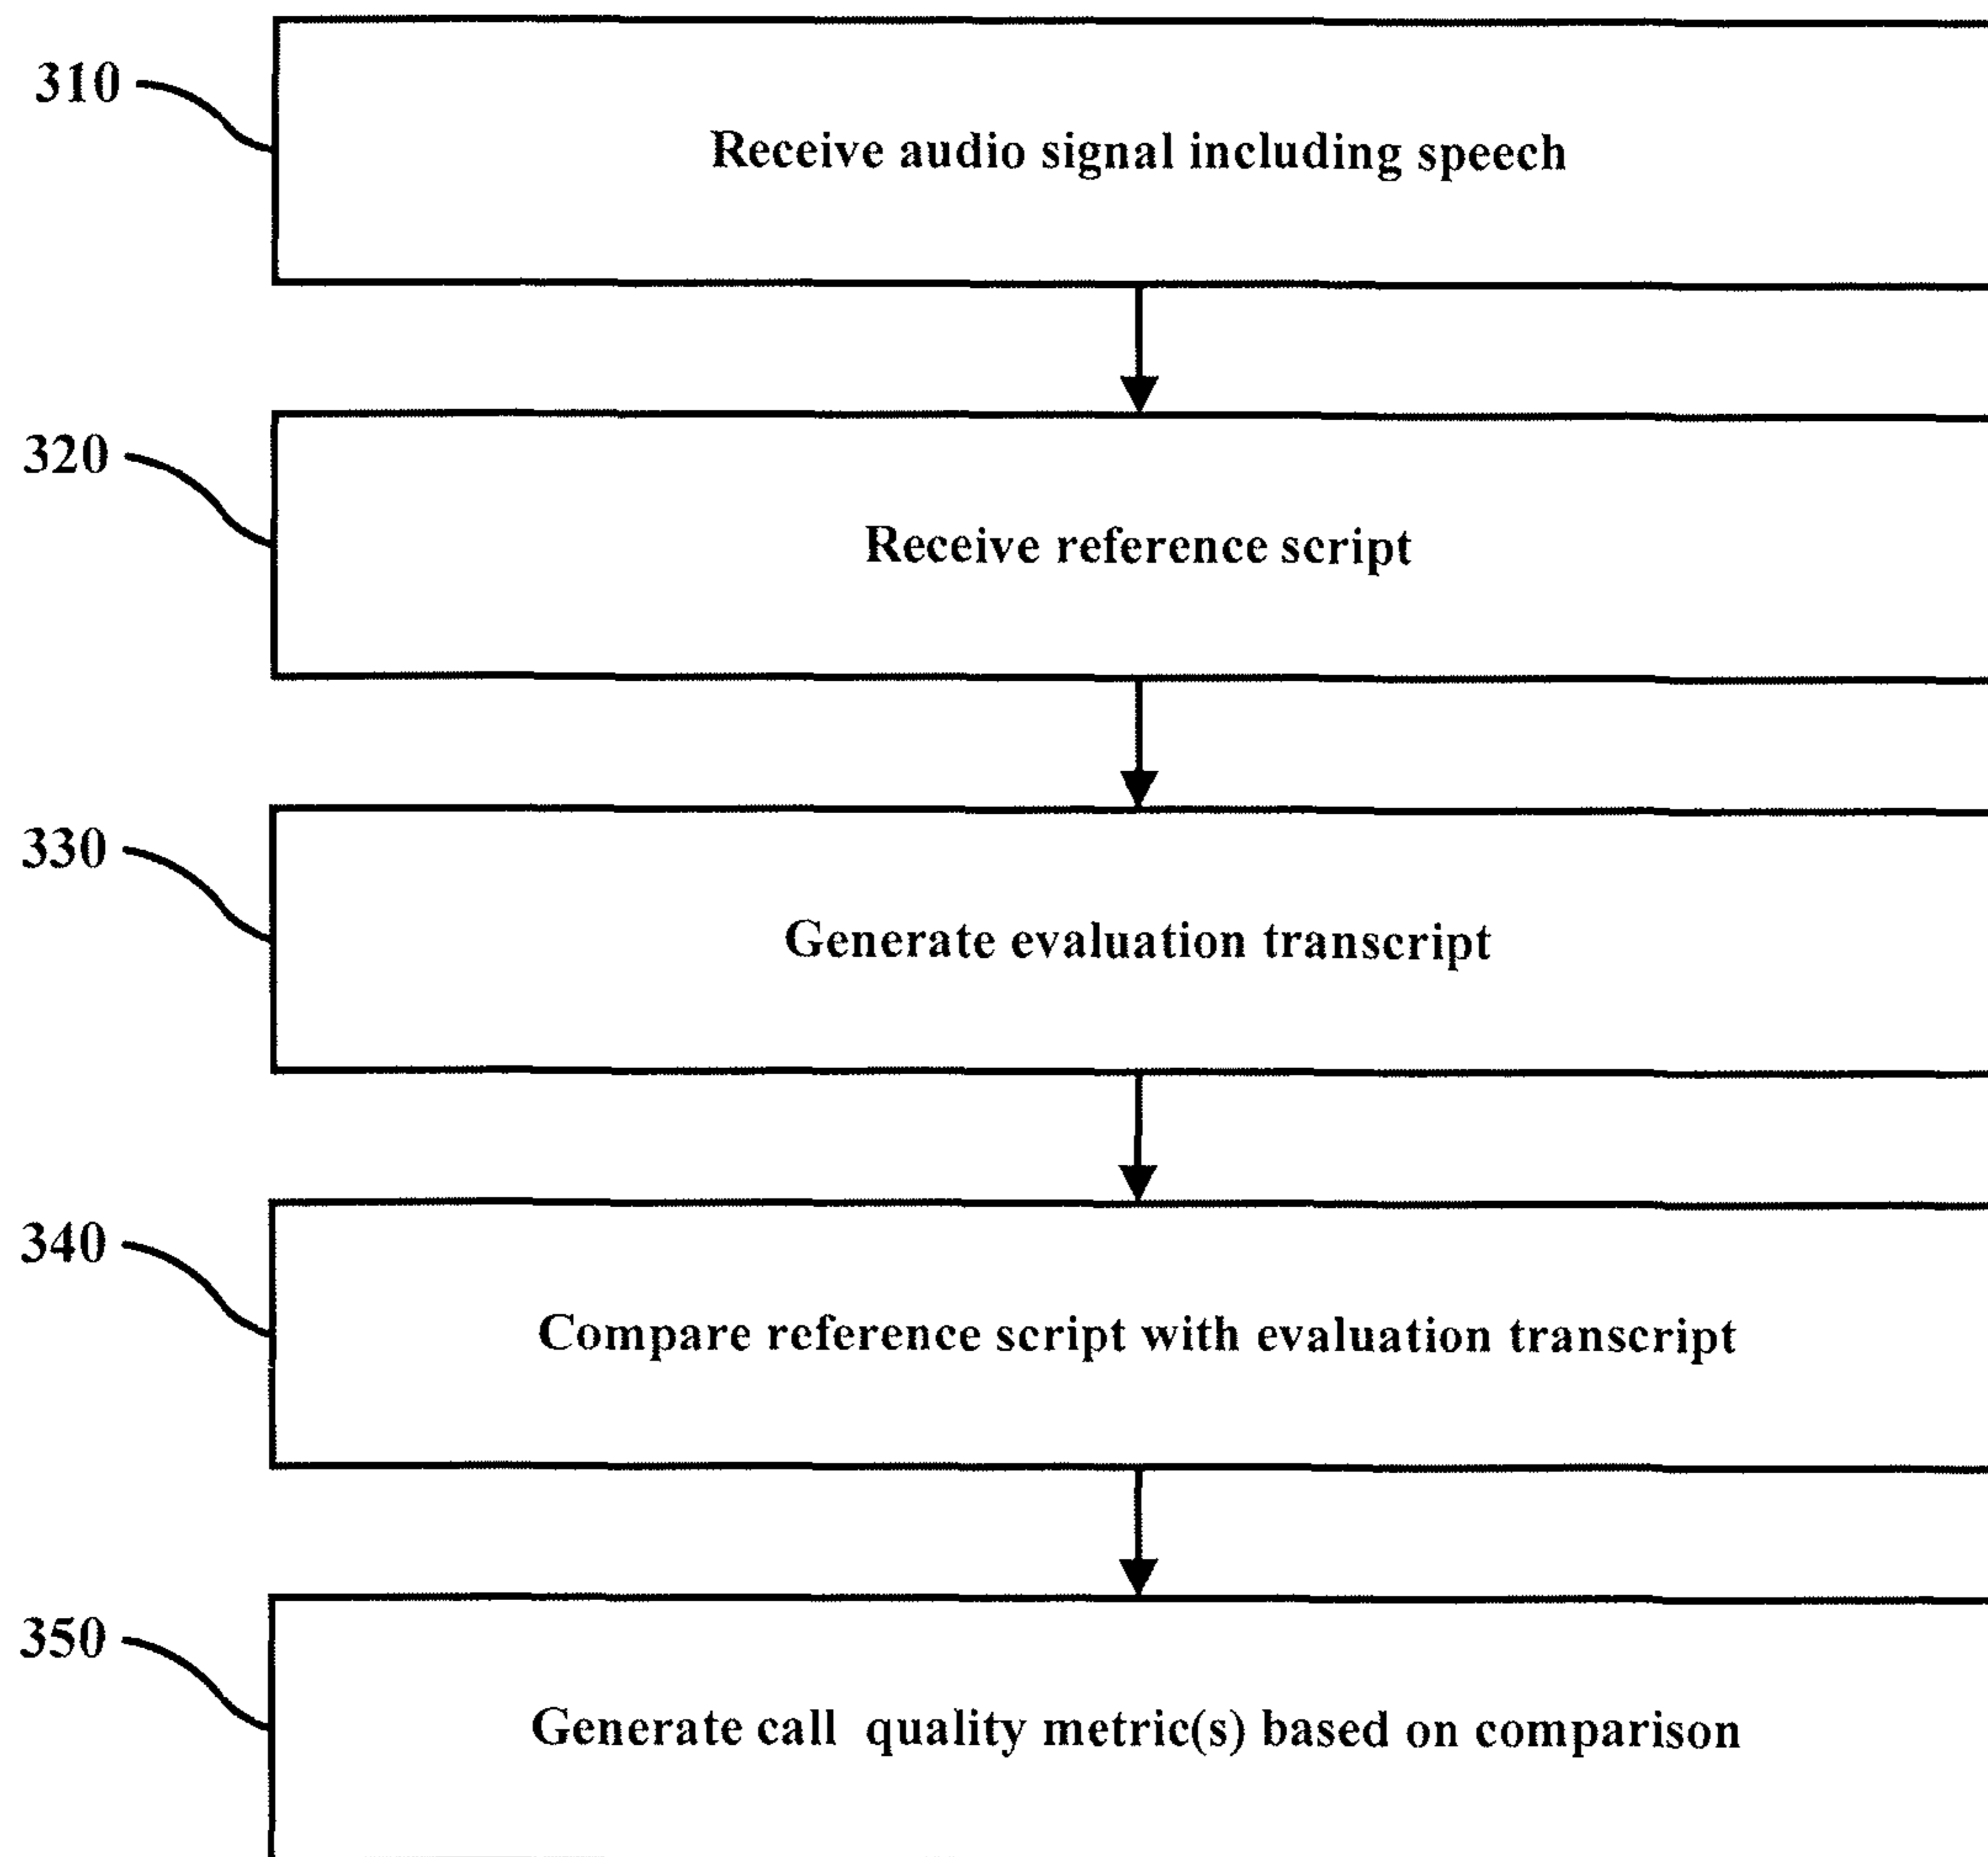 310
Receive audio signal including speech
320
Receive reference script
330
Generate evaluation transcript
340
Compare reference script with evaluation transcript
350
Generate call quality metric(s) based on comparison